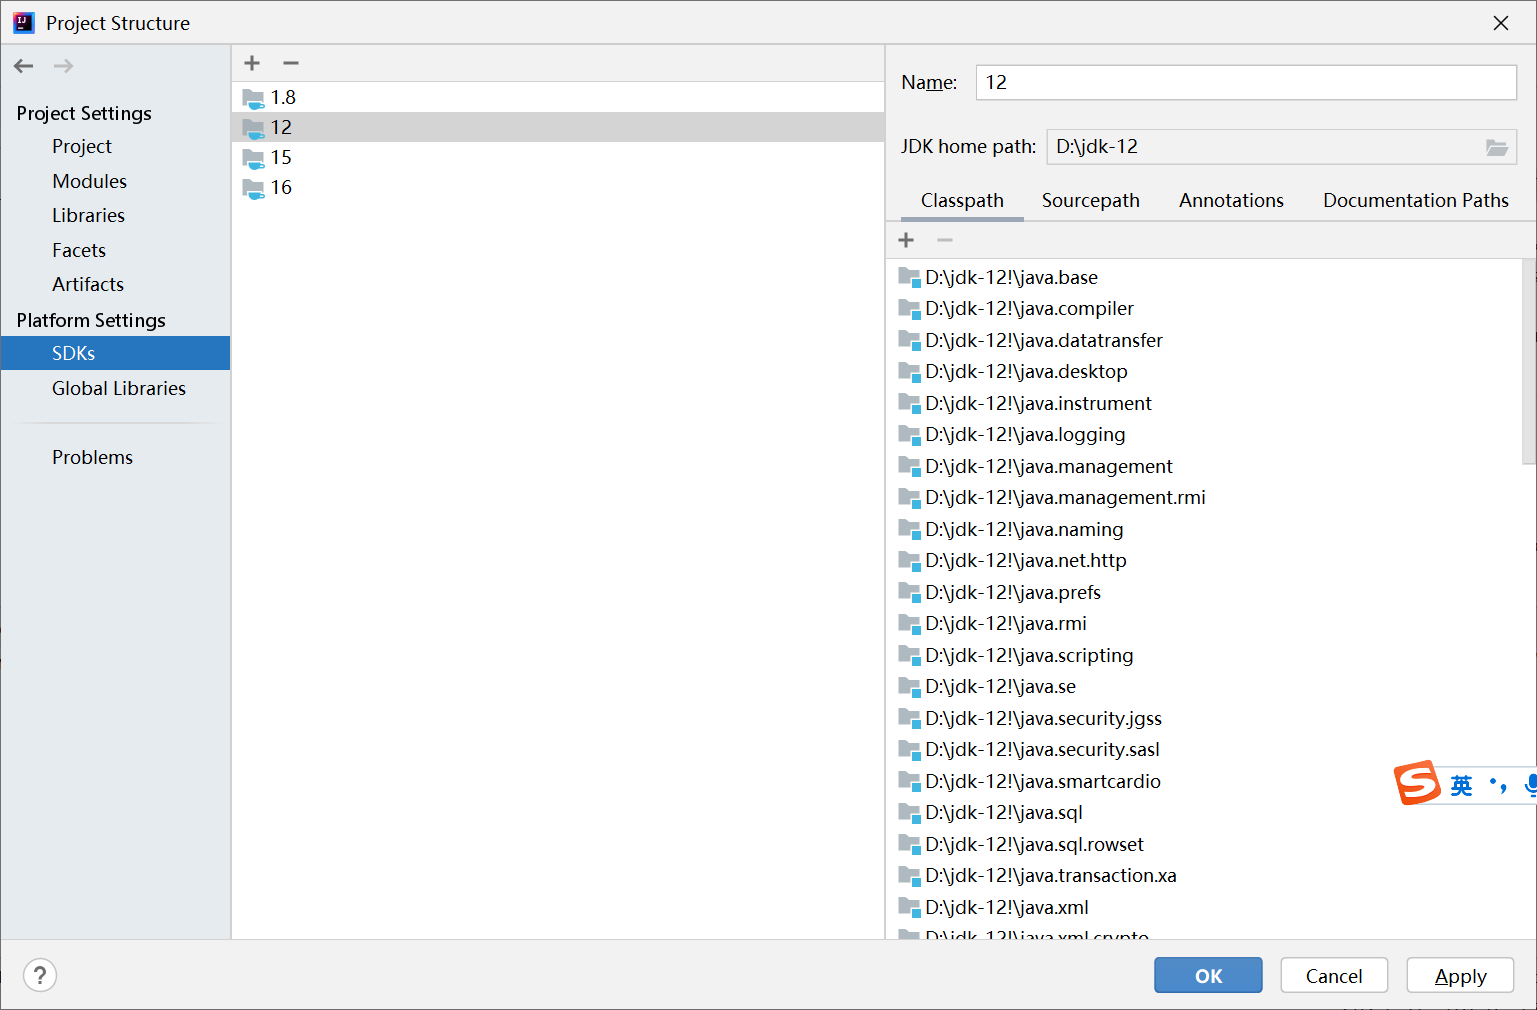 Project Structure
Project Settings
Project
Modules
Libraries
Facets
Artifacts
Platform Settings
SDKs
Global Libraries
Problems
1.8
12
15
16
Name: 12
JDK home path: D:\jdk-12
Classpath Sourcepath Annotations Documentation Paths
D:\jdk-12!\java.base
D:\jdk-12!\java.compiler
D:\jdk-12!\java.datatransfer
D:\jdk-12!\java.desktop
D:\jdk-12!\java.instrument
D:\jdk-12!\java.logging
D:\jdk-12!\java.management
D:\jdk-12!\java.management.rmi
D:\jdk-12!\java.naming
D:\jdk-12!\java.net.http
D:\jdk-12!\java.prefs
D:\jdk-12!\java.rmi
D:\jdk-12!\java.scripting
D:\jdk-12!\java.se
D:\jdk-12!\java.security.jgss
D:\jdk-12!\java.security.sasl
D:\jdk-12!\java.smartcardio
D:\jdk-12!\java.sql
D:\jdk-12!\java.sql.rowset
D:\jdk-12!\java.transaction.xa
D:\jdk-12!\java.xml
D:\jdk-12!\java.xml.crypto
英
? OK Cancel Apply